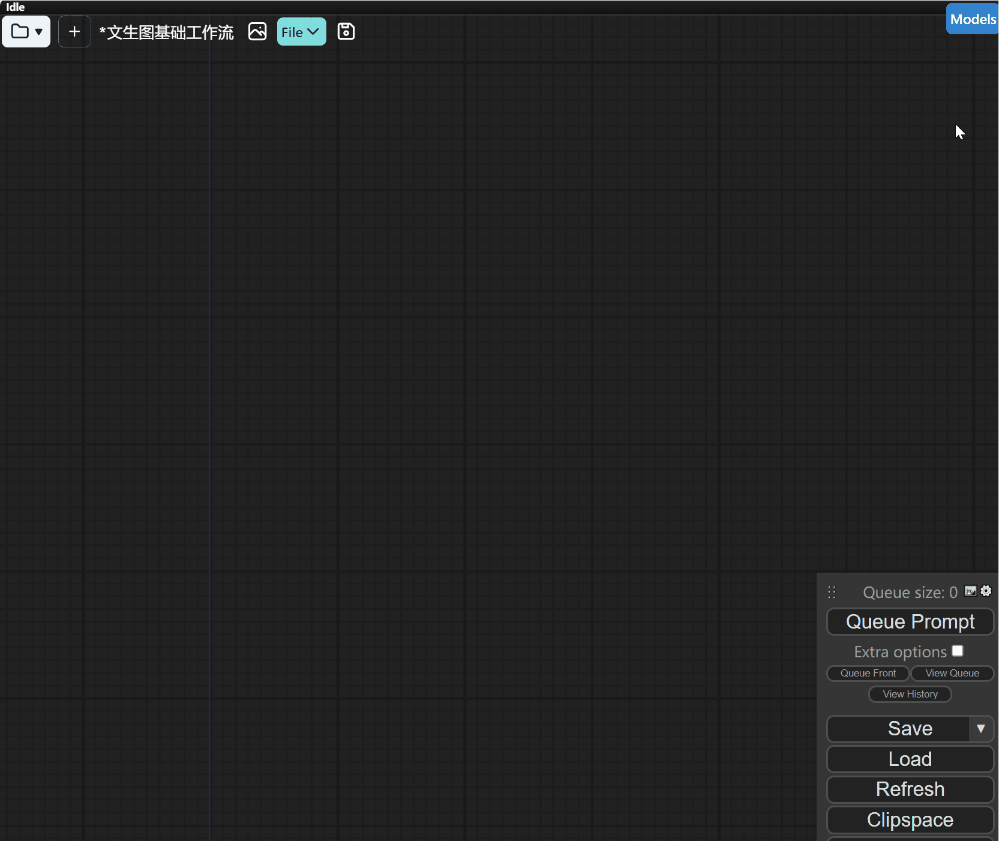 Idle
+ *文生图基础工作流 File
Models
Queue size: 0
Queue Prompt
Extra options
Queue Front View Queue
View History
Save
Load
Refresh
Clipspace